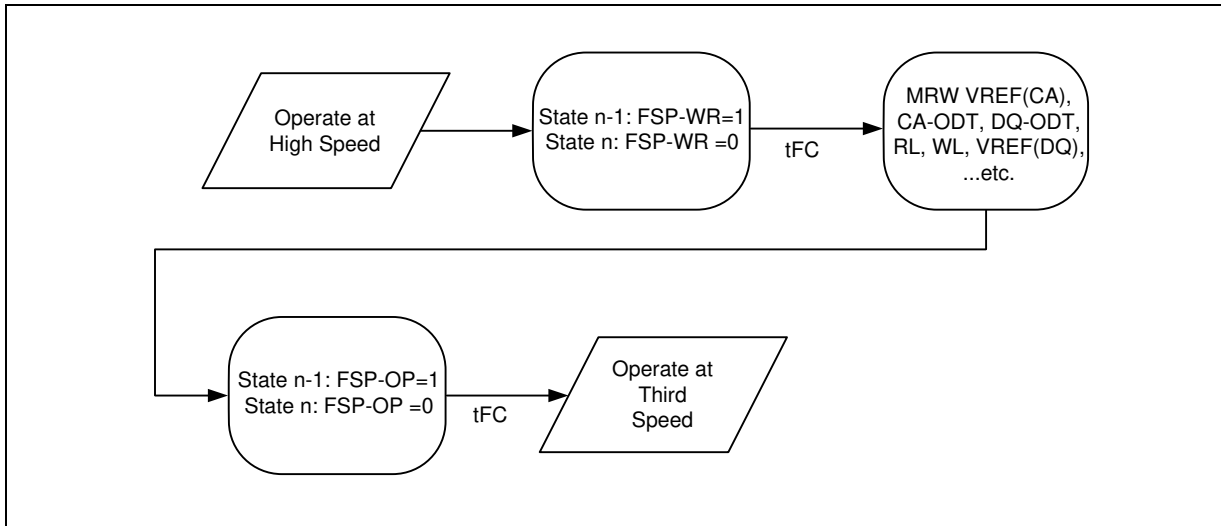 Operate at
High Speed
State n-1: FSP-WR=1
State n: FSP-WR =0
tFC
MRW VREF(CA),
CA-ODT, DQ-ODT,
RL, WL, VREF(DQ),
...etc.
State n-1: FSP-OP=1
State n: FSP-OP =0
tFC
Operate at
Third
Speed